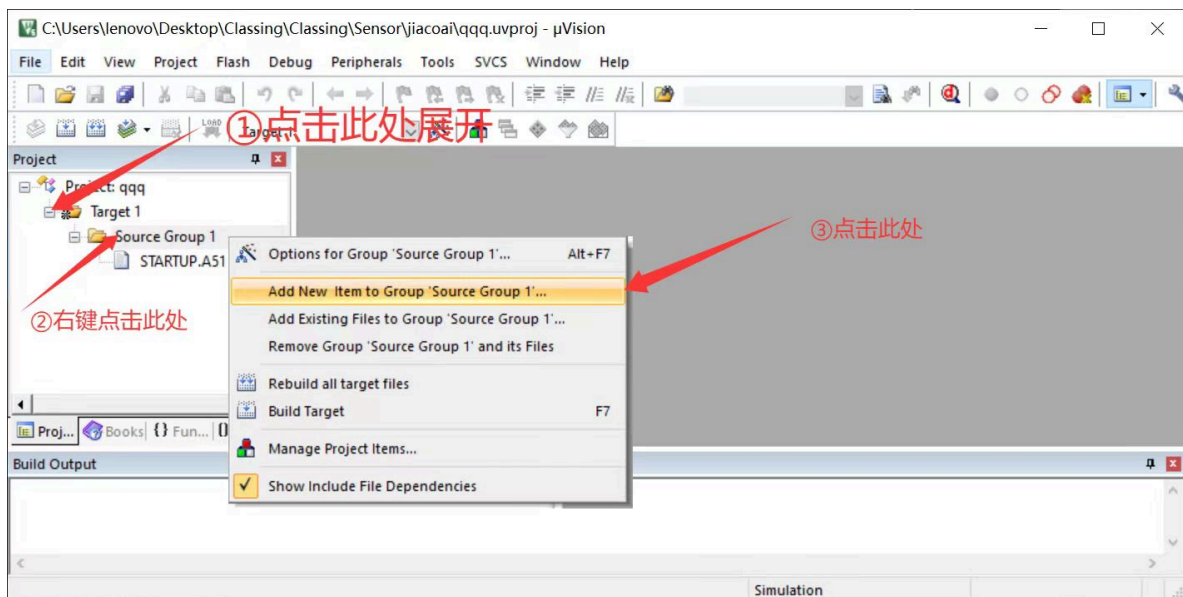 C:\Users\lenovo\Desktop\Classing\Classing\Sensor\jiacoai\qqq.uvproj - µVision
File Edit View Project Flash Debug Peripherals Tools SVCS Window Help
LOAD
①点击此处展开
Project
Project: qqq
Target 1
Source Group 1
STARTUP.A51
②右键点击此处
③点击此处
Options for Group 'Source Group 1'... Alt+F7
Add New Item to Group 'Source Group 1'...
Add Existing Files to Group 'Source Group 1'...
Remove Group 'Source Group 1' and its Files
Rebuild all target files
Build Target F7
Manage Project Items...
Show Include File Dependencies
Proj... Books {} Fun...
Build Output
Simulation